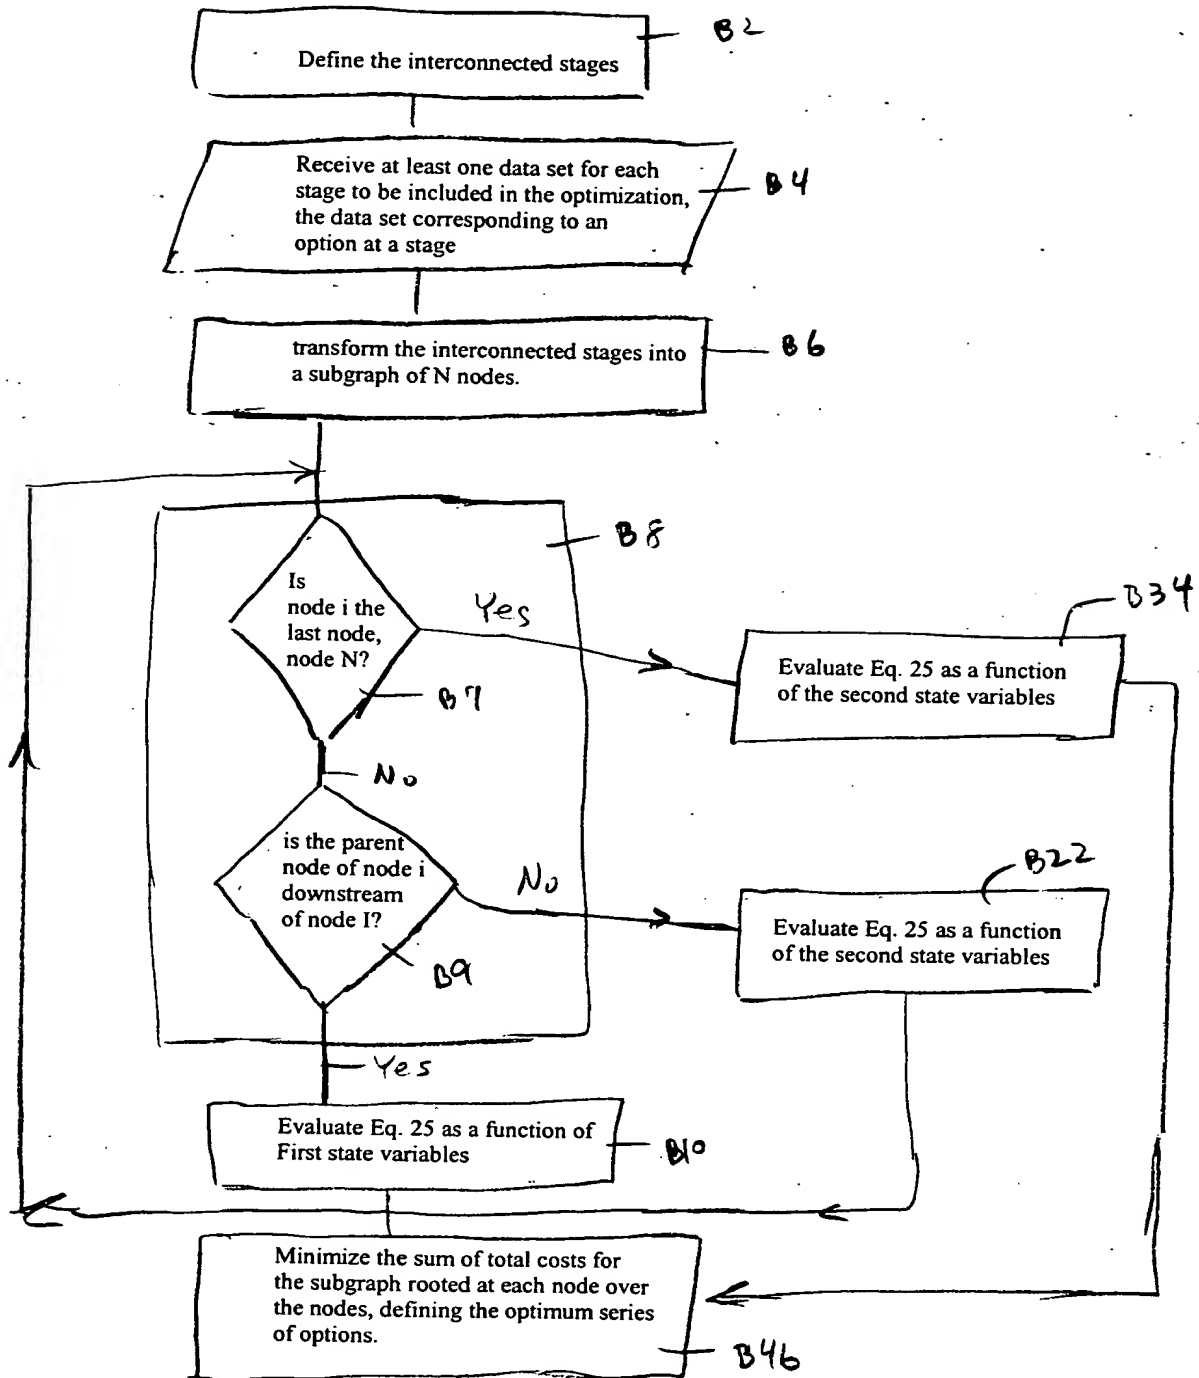 B2
Define the interconnected stages
Receive at least one data set for each
stage to be included in the optimization,
the data set corresponding to an
option at a stage
B4
transform the interconnected stages into
a subgraph of N nodes.
B6
B8
Is
node i the
last node,
node N?
Yes
B7
B34
Evaluate Eq. 25 as a function
of the second state variables
No
is the parent
node of node i
downstream
of node I?
No
B9
B22
Evaluate Eq. 25 as a function
of the second state variables
Yes
Evaluate Eq. 25 as a function of
First state variables
B10
Minimize the sum of total costs for
the subgraph rooted at each node over
the nodes, defining the optimum series
of options.
B46